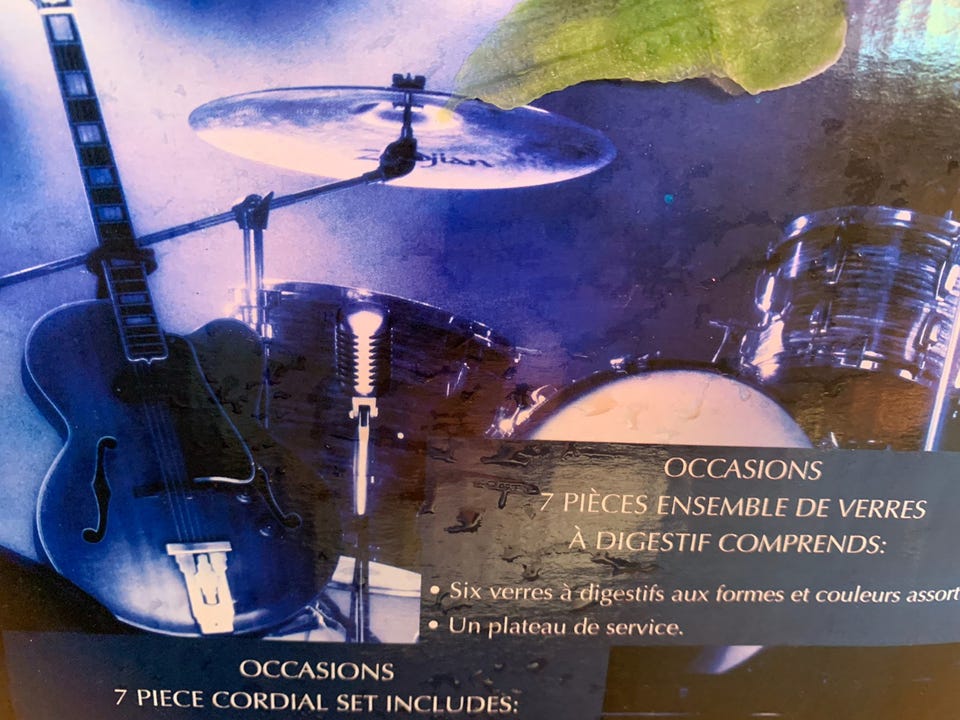 Zildjian
OCCASIONS
7 PIÈCES ENSEMBLE DE VERRES
À DIGESTIF COMPRENDS:
• Six verres à digestifs aux formes et couleurs assort
• Un plateau de service.
OCCASIONS
7 PIECE CORDIAL SET INCLUDES: